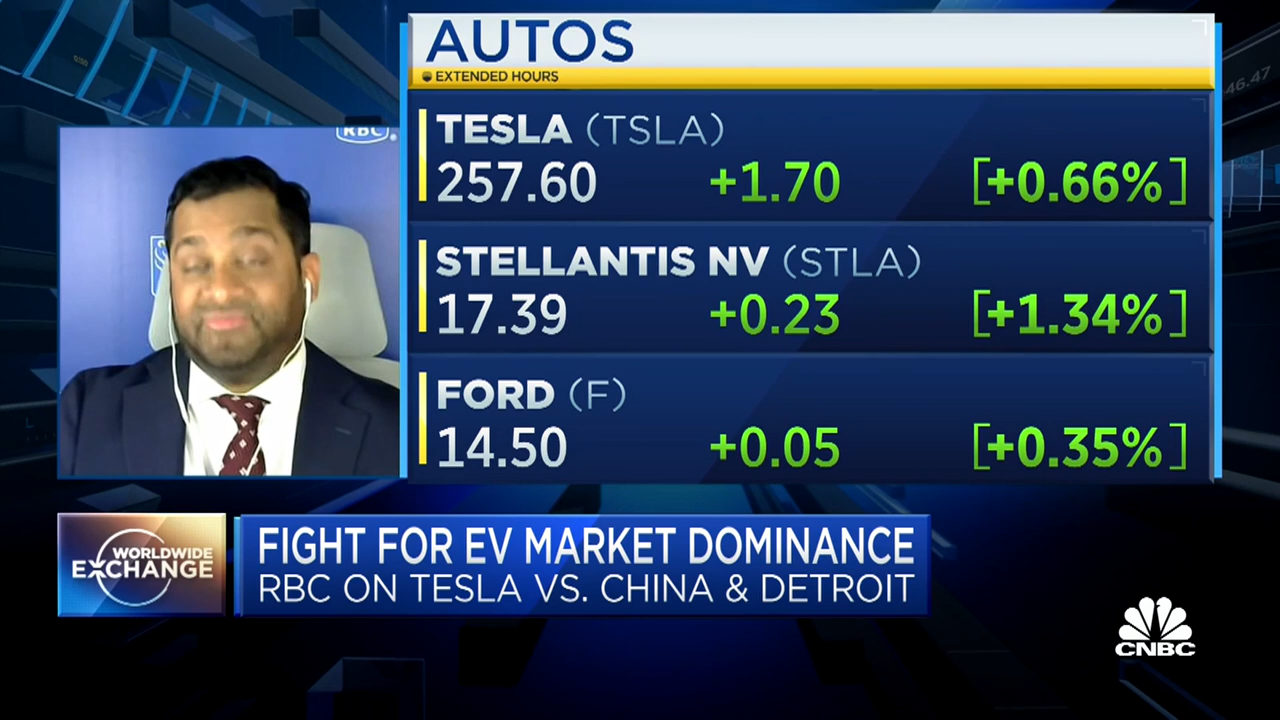 AUTOS
EXTENDED HOURS
46.47
RBC
TESLA (TSLA)
257.60 +1.70 [+0.66%]
STELLANTIS NV (STLA)
17.39 +0.23 [+1.34%]
FORD (F)
14.50 +0.05 [+0.35%]
WORLDWIDE
EXCHANGE
FIGHT FOR EV MARKET DOMINANCE
RBC ON TESLA VS. CHINA & DETROIT
CNBC